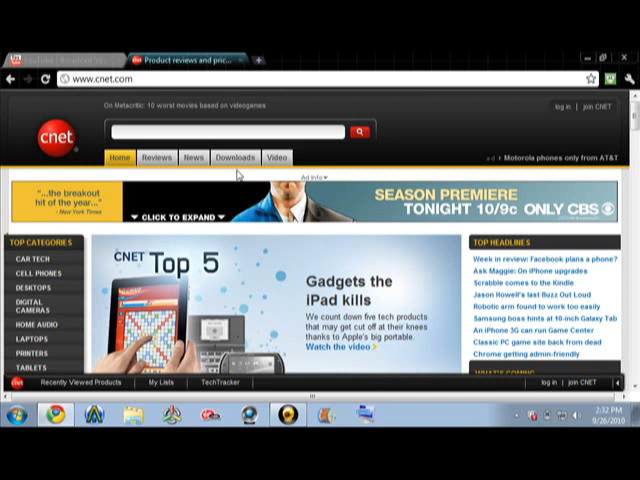 Product reviews and pric...
www.cnet.com
On Metacritic: 10 worst movies based on videogames
log in | join CNET
cnet
Home
Reviews
News
Downloads
Video
ad
Motorola phones only from AT&T
Ad Info
"...the breakout
hit of the year..."
- New York Times
CLICK TO EXPAND
SEASON PREMIERE
TONIGHT 10/9c ONLY CBS
TOP CATEGORIES
CAR TECH
CELL PHONES
DESKTOPS
DIGITAL
CAMERAS
HOME AUDIO
LAPTOPS
PRINTERS
TABLETS
CNET Top 5
Gadgets the
iPad kills
We count down five tech products
that may get cut off at their knees
thanks to Apple's big portable.
Watch the video
TOP HEADLINES
Week in review: Facebook plans a phone?
Ask Maggie: On iPhone upgrades
Scrabble comes to the Kindle
Jason Howell's last Buzz Out Loud
Robotic arm found to work too easily
Samsung boss hints at 10-inch Galaxy Tab
An iPhone 3G can run Game Center
Classic PC game site back from dead
Chrome getting admin-friendly
WHAT'S COMING
Recently Viewed Products
My Lists
TechTracker
log in | join CNET
2:32 PM
9/26/2010